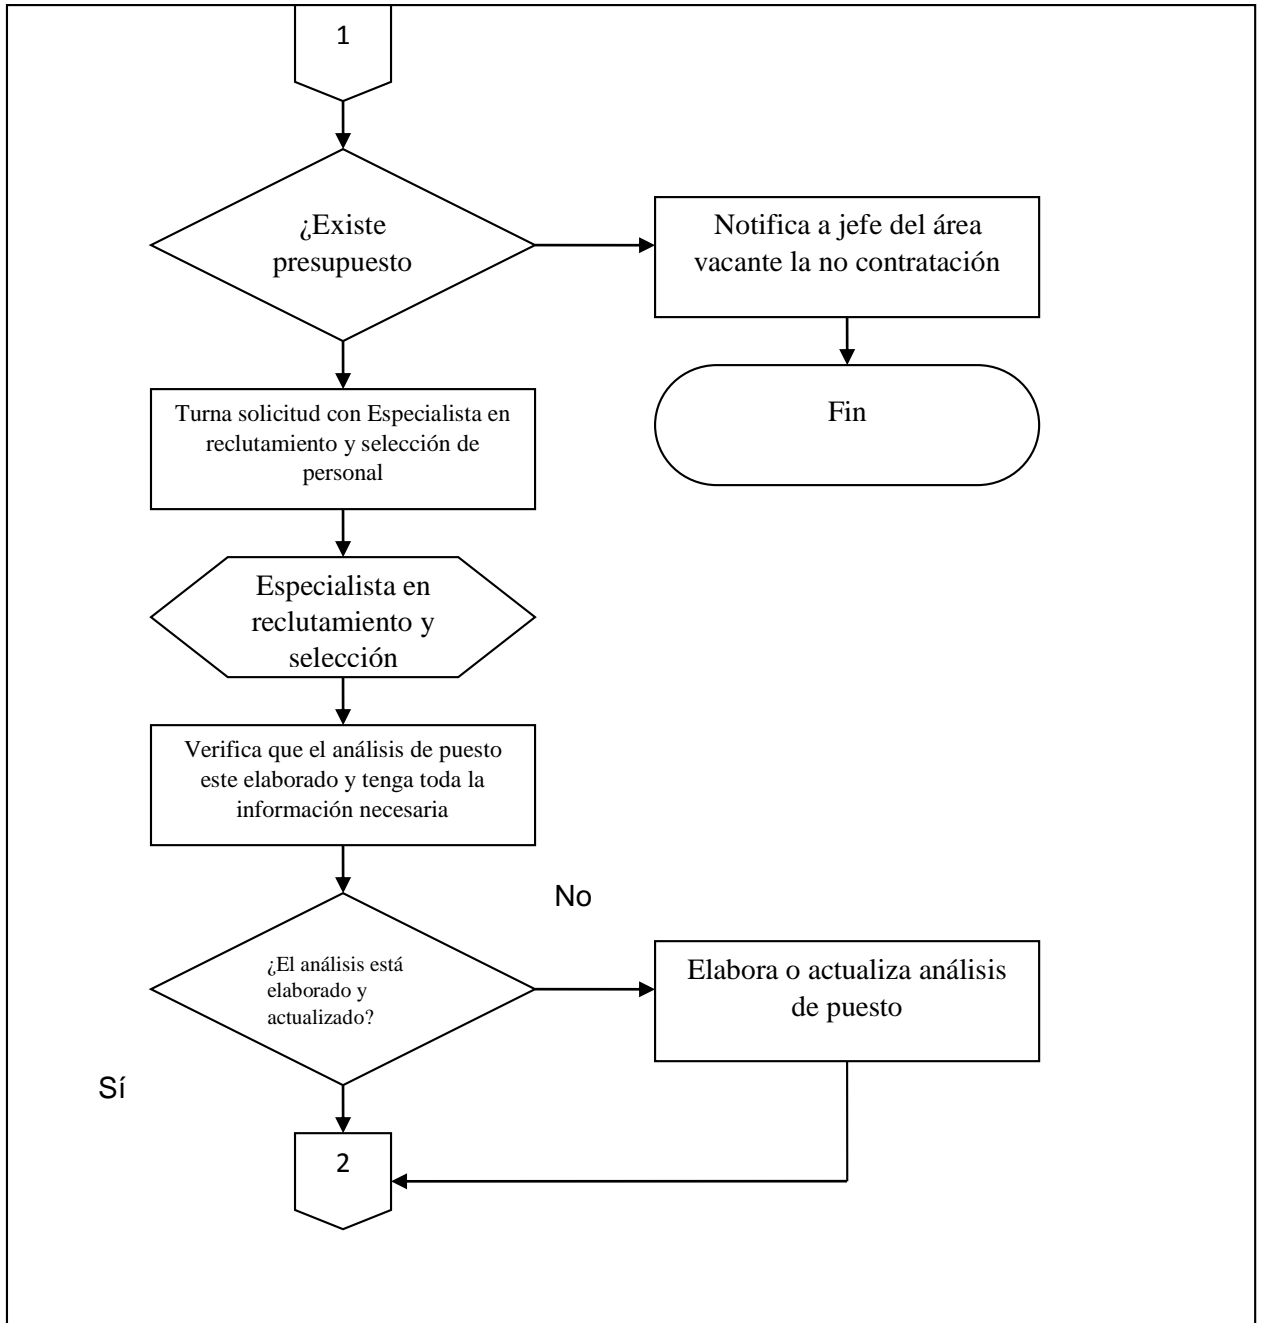 1
¿Existe
presupuesto
Notifica a jefe del área
vacante la no contratación
Fin
Turna solicitud con Especialista en
reclutamiento y selección de
personal
Especialista en
reclutamiento y
selección
Verifica que el análisis de puesto
este elaborado y tenga toda la
información necesaria
No
¿El análisis está
elaborado y
actualizado?
Elabora o actualiza análisis
de puesto
Sí
2